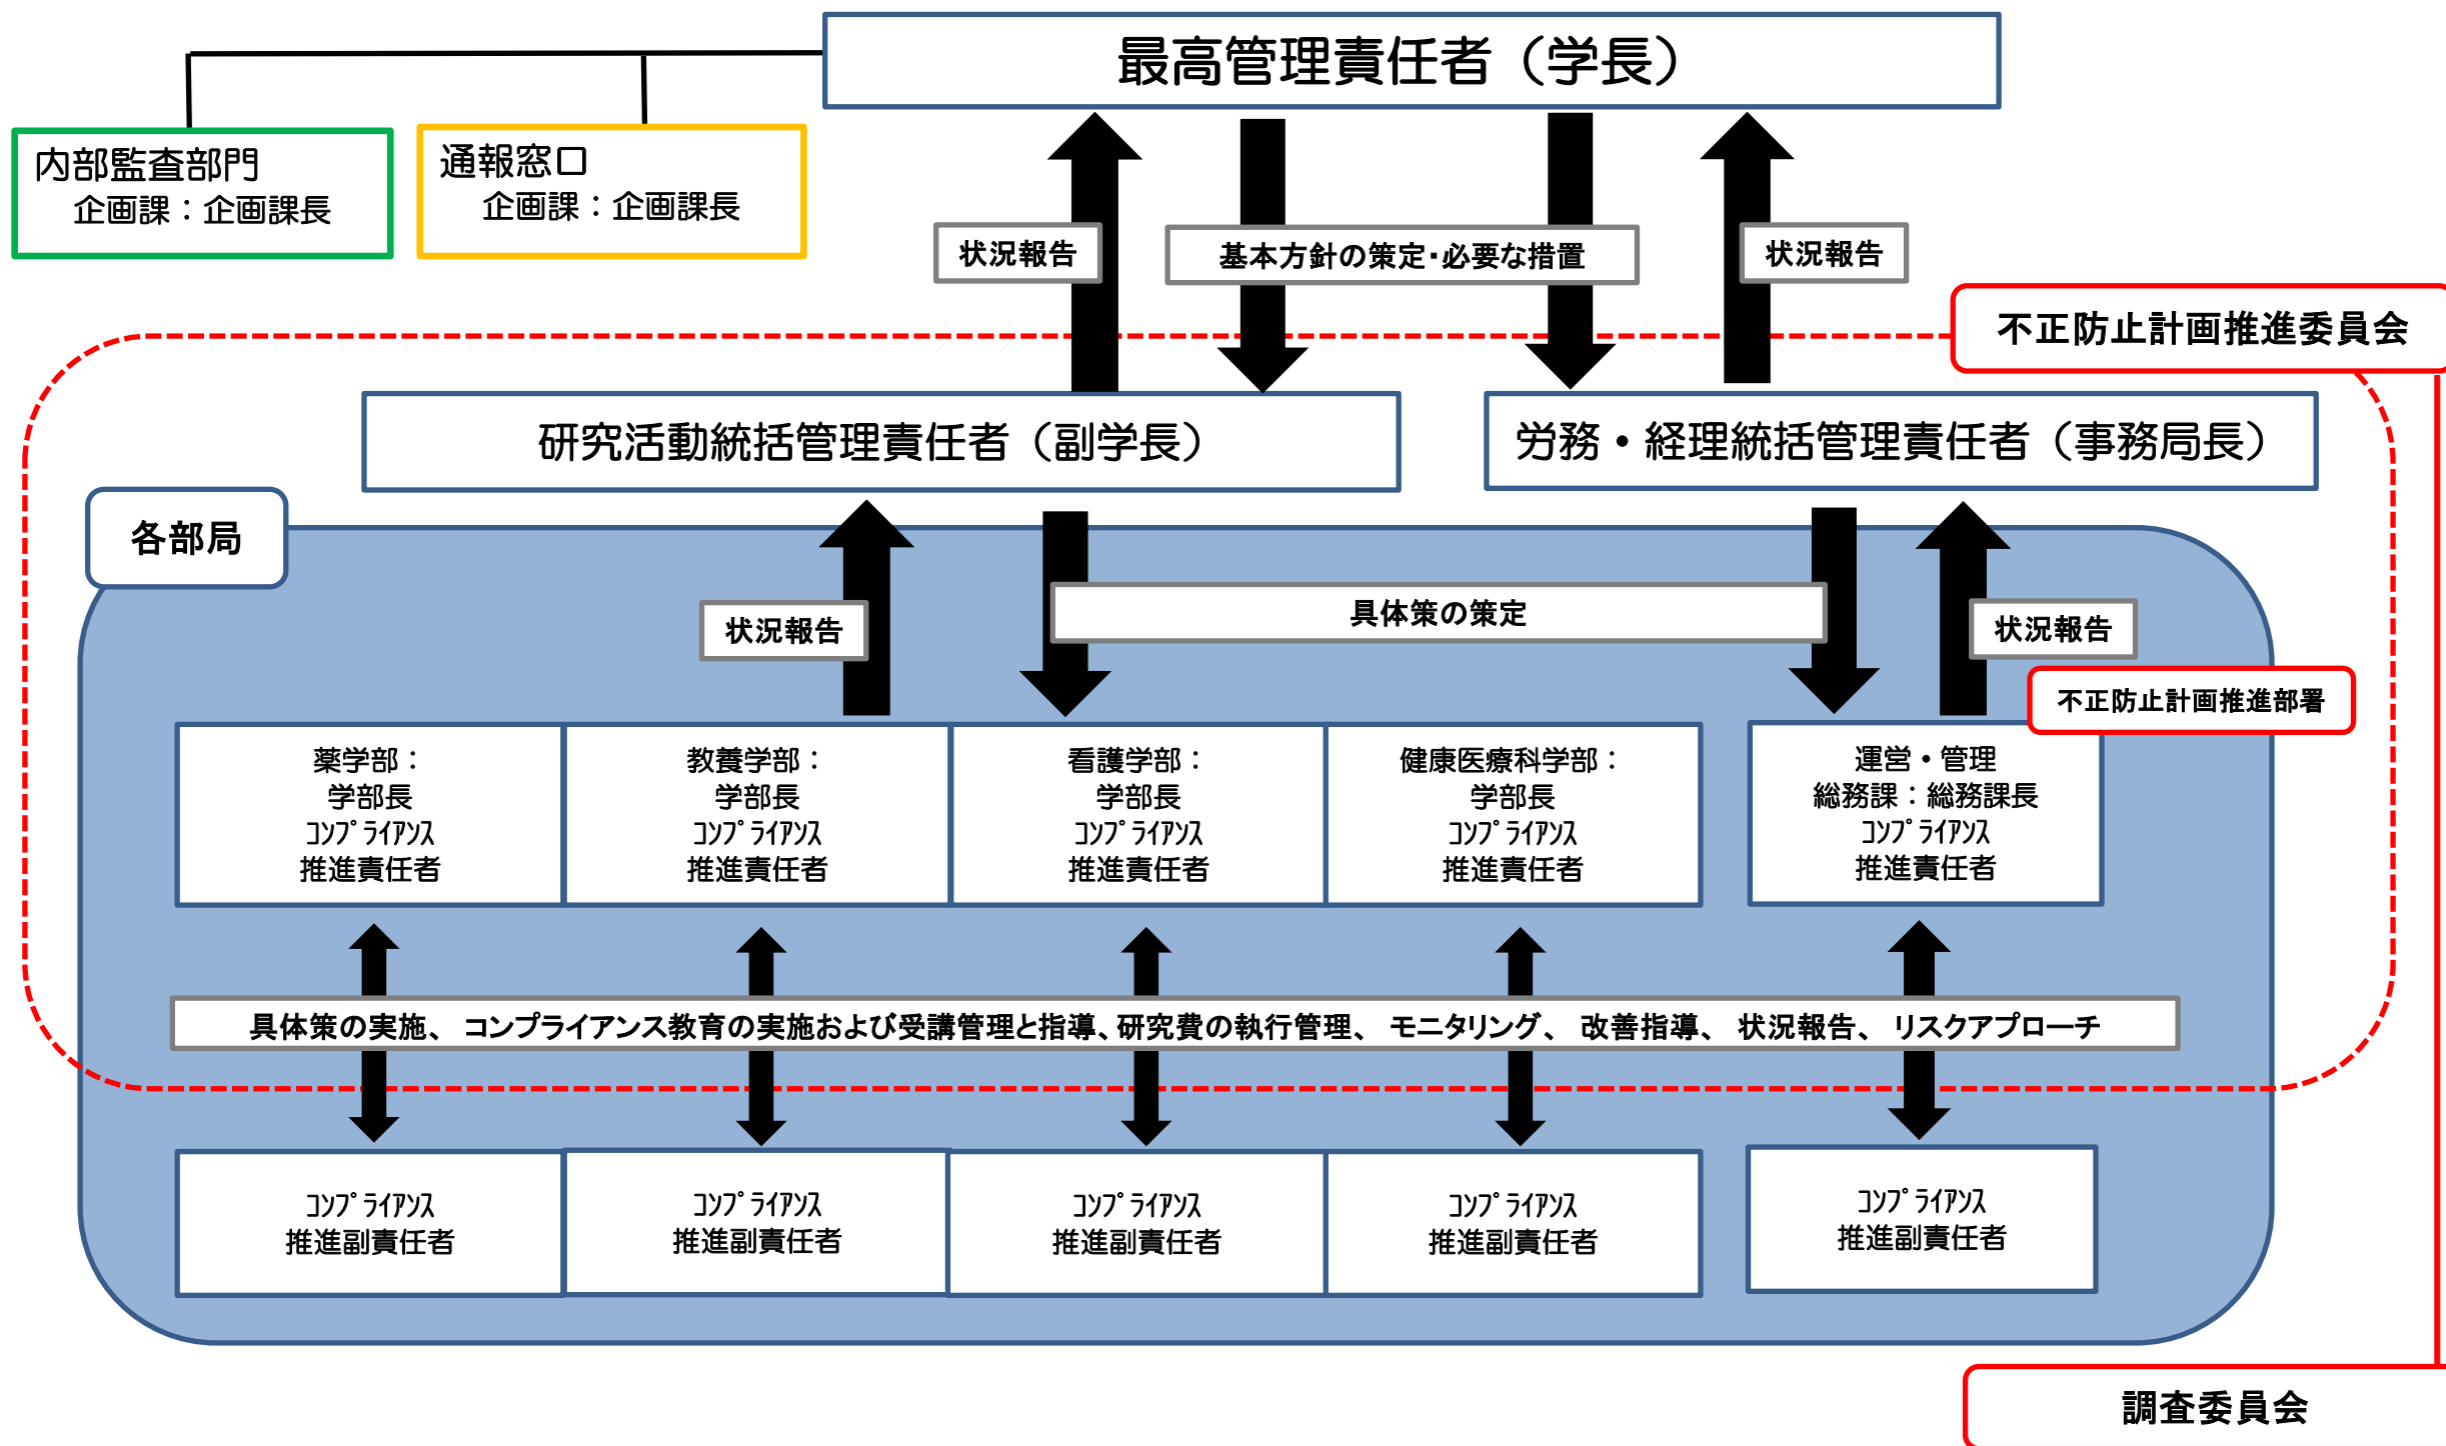 最高管理責任者（学長）
内部監査部門
企画課：企画課長
通報窓口
企画課：企画課長
状況報告
基本方針の策定・必要な措置
状況報告
不正防止計画推進委員会
研究活動統括管理責任者（副学長）
労務・経理統括管理責任者（事務局長）
各部局
状況報告
具体策の策定
状況報告
不正防止計画推進部署
薬学部：
学部長
ｺﾝﾌﾟﾗｲｱﾝｽ
推進責任者
教養学部：
学部長
ｺﾝﾌﾟﾗｲｱﾝｽ
推進責任者
看護学部：
学部長
ｺﾝﾌﾟﾗｲｱﾝｽ
推進責任者
健康医療科学部：
学部長
ｺﾝﾌﾟﾗｲｱﾝｽ
推進責任者
運営・管理
総務課：総務課長
ｺﾝﾌﾟﾗｲｱﾝｽ
推進責任者
具体策の実施、コンプライアンス教育の実施および受講管理と指導、研究費の執行管理、モニタリング、改善指導、状況報告、リスクアプローチ
ｺﾝﾌﾟﾗｲｱﾝｽ
推進副責任者
ｺﾝﾌﾟﾗｲｱﾝｽ
推進副責任者
ｺﾝﾌﾟﾗｲｱﾝｽ
推進副責任者
ｺﾝﾌﾟﾗｲｱﾝｽ
推進副責任者
ｺﾝﾌﾟﾗｲｱﾝｽ
推進副責任者
調査委員会